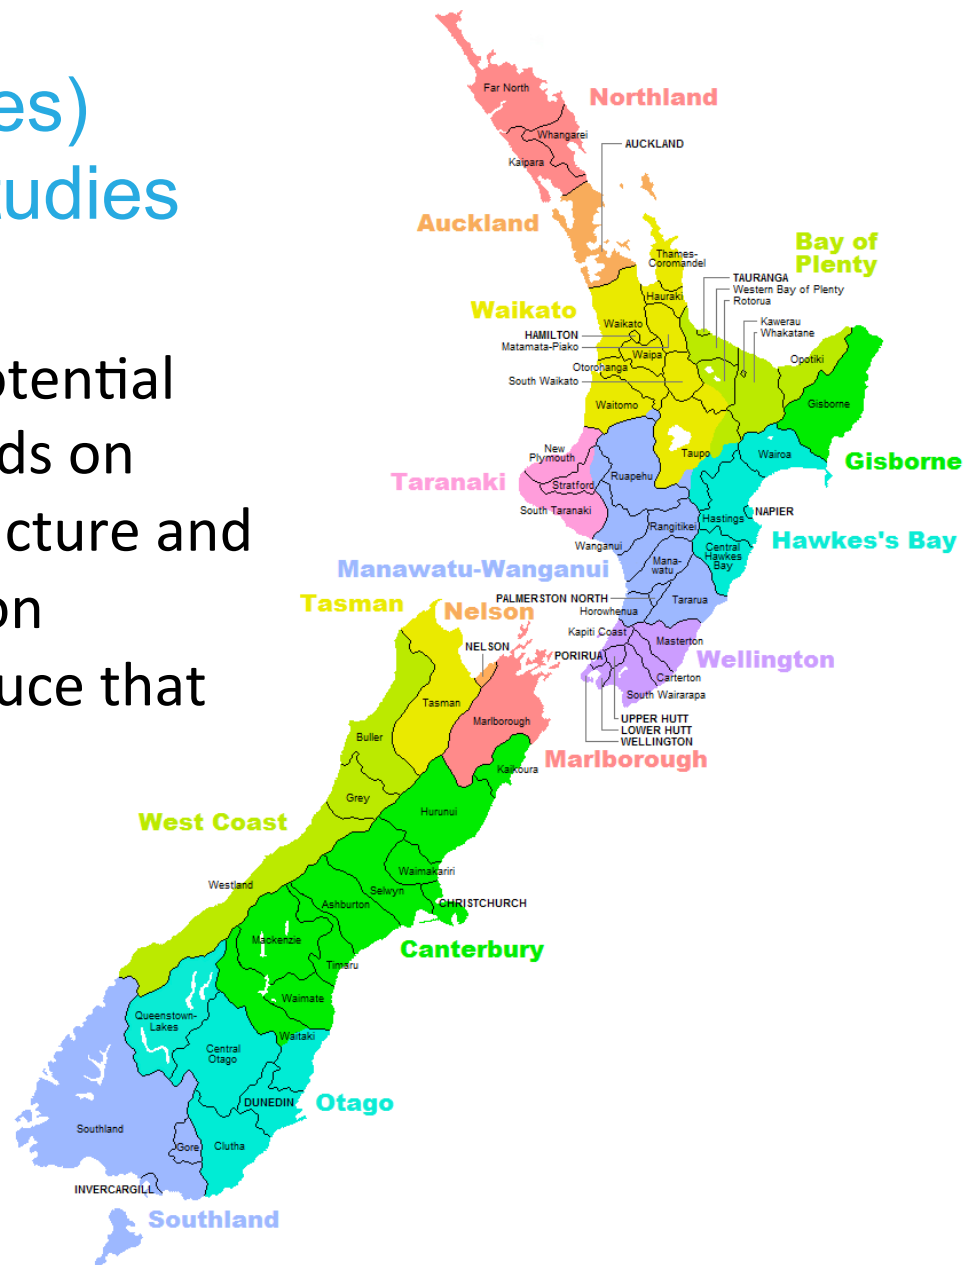 es)
tudies
otential
ds on
cture and
on
uce that
Far North
Northland
Whangarei
Kaipara
AUCKLAND
Auckland
Thames-
Coromandel
Bay of
Plenty
TAURANGA
Western Bay of Plenty
Rotorua
Hauraki
Waikato
Waikato
Kawerau
Whakatane
HAMILTON
Matamata-Piako
Waipa
Otorohanga
Opotiki
South Waikato
Waitomo
Gisborne
New
Plymouth
Taupo
Wairoa
Gisborne
Taranaki
Stratford
Ruapehu
South Taranaki
NAPIER
Hastings
Rangitikei
Hawkes's Bay
Wanganui
Central
Hawkes
Bay
Mana-
watu
Manawatu-Wanganui
PALMERSTON NORTH
Tararua
Horowhenua
Tasman
Nelson
Kapiti Coast
Masterton
NELSON
PORIRUA
Wellington
Carterton
South Wairarapa
Tasman
Marlborough
UPPER HUTT
LOWER HUTT
WELLINGTON
Buller
Marlborough
Kaikoura
Grey
Hurunui
West Coast
Waimakariri
Westland
Selwyn
Ashburton
CHRISTCHURCH
Mackenzie
Canterbury
Timaru
Waimate
Queenstown-
Lakes
Waitaki
Central
Otago
DUNEDIN
Otago
Southland
Gore
Clutha
INVERCARGILL
Southland